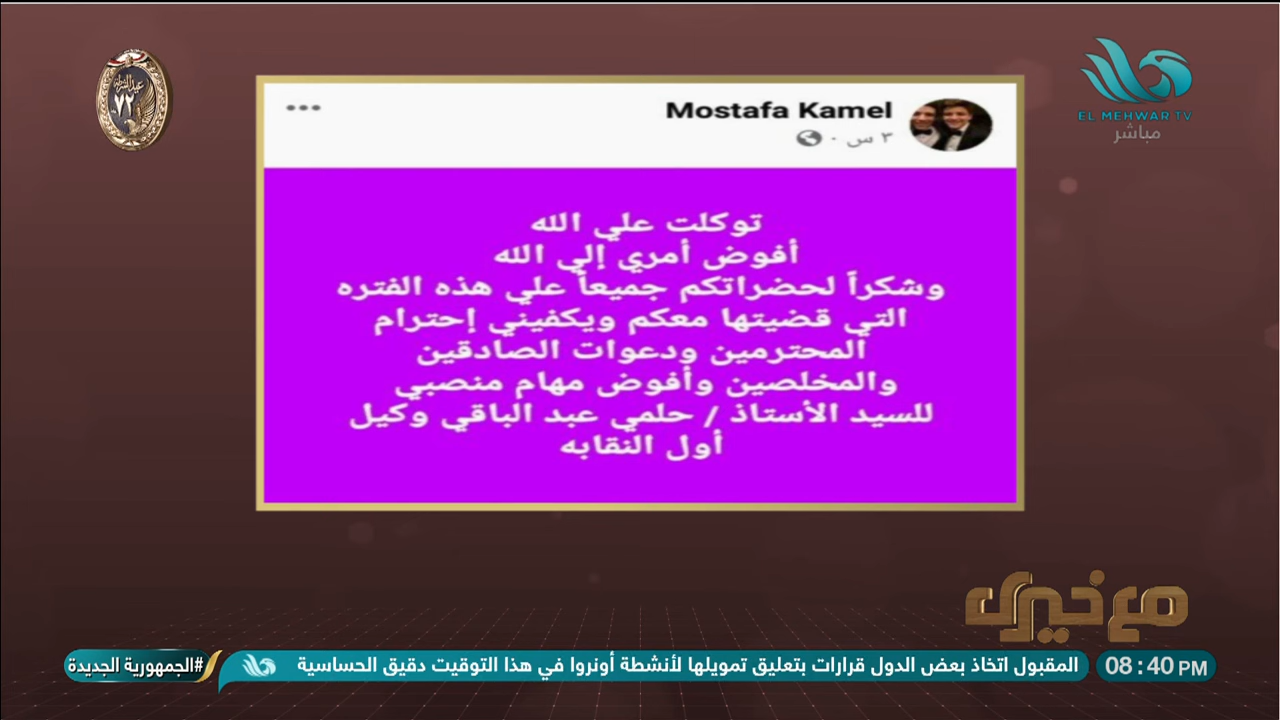 عيد الشرطة
٧٢
EL MEHWAR TV
مباشر
Mostafa Kamel
٣ س ·
توكلت علي الله
أفوض أمري إلي الله
وشكراً لحضراتكم جميعاً علي هذه الفتره
التي قضيتها معكم ويكفيني إحترام
المحترمين ودعوات الصادقين
والمخلصين وأفوض مهام منصبي
للسيد الأستاذ / حلمي عبد الباقي وكيل
أول النقابه
مع خيري
08:40 PM
المقبول اتخاذ بعض الدول قرارات بتعليق تمويلها لأنشطة أونروا في هذا التوقيت دقيق الحساسية
#الجمهورية الجديدة